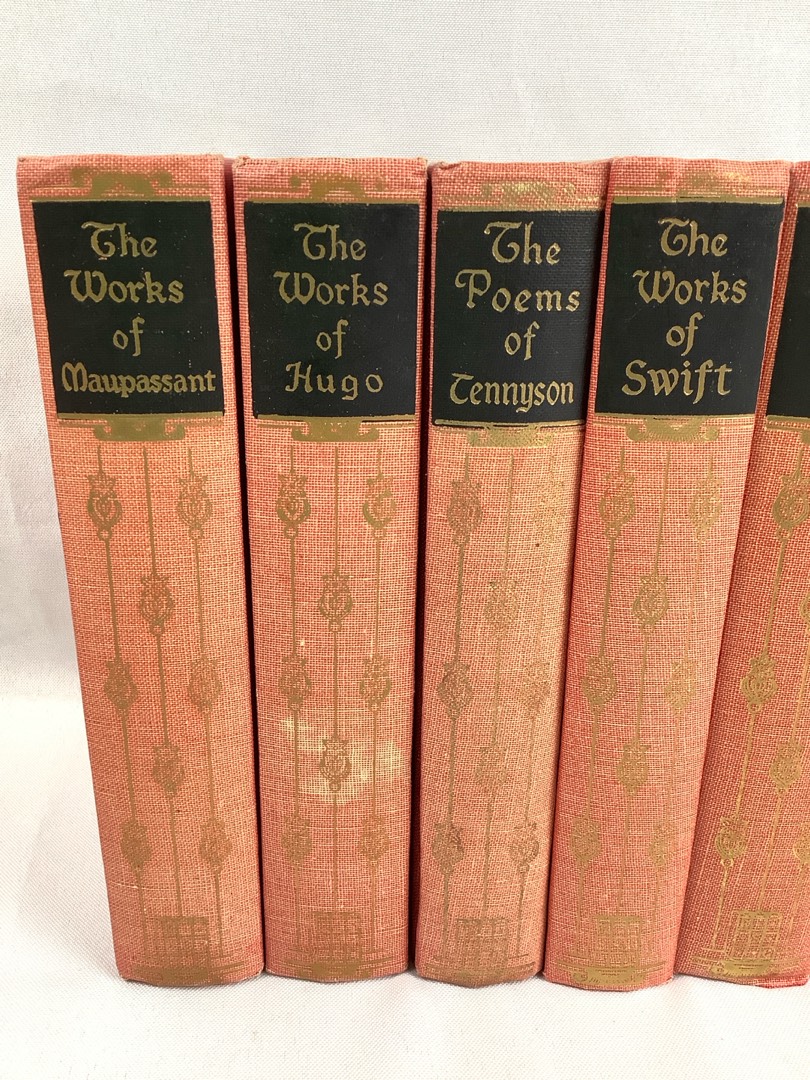 The
Works
of
Maupassant
The
Works
of
Hugo
The
Poems
of
Tennyson
The
Works
of
Swift